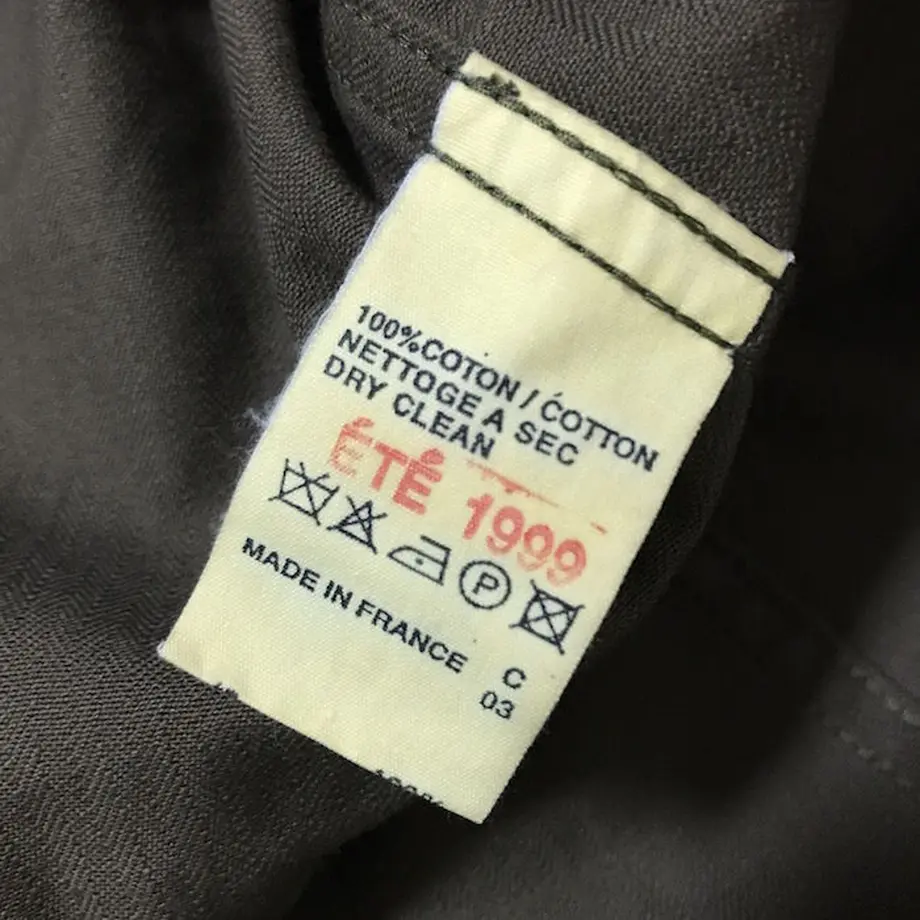 100%COTON / COTTON
NETTOGE A SEC
DRY CLEAN
ÉTÉ 1999
P
MADE IN FRANCE
C
03